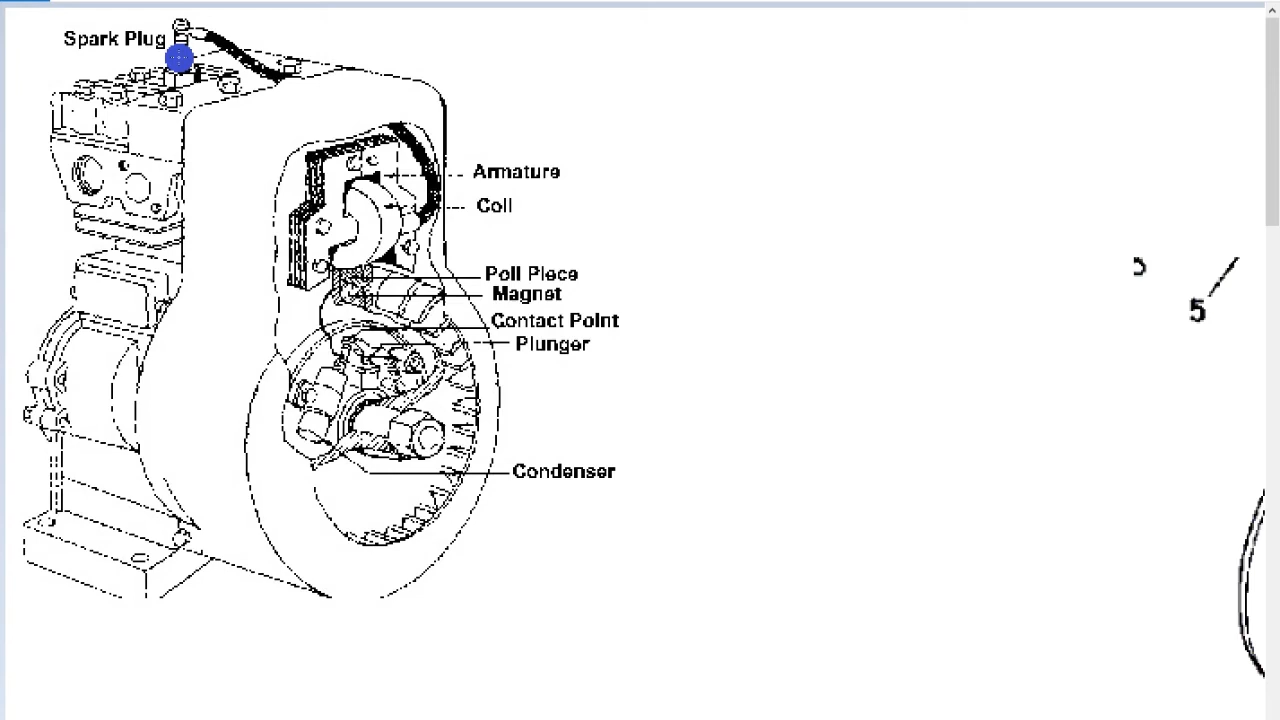 Spark Plug
Armature
Coil
Poll Piece
Magnet
Contact Point
Plunger
Condenser
5